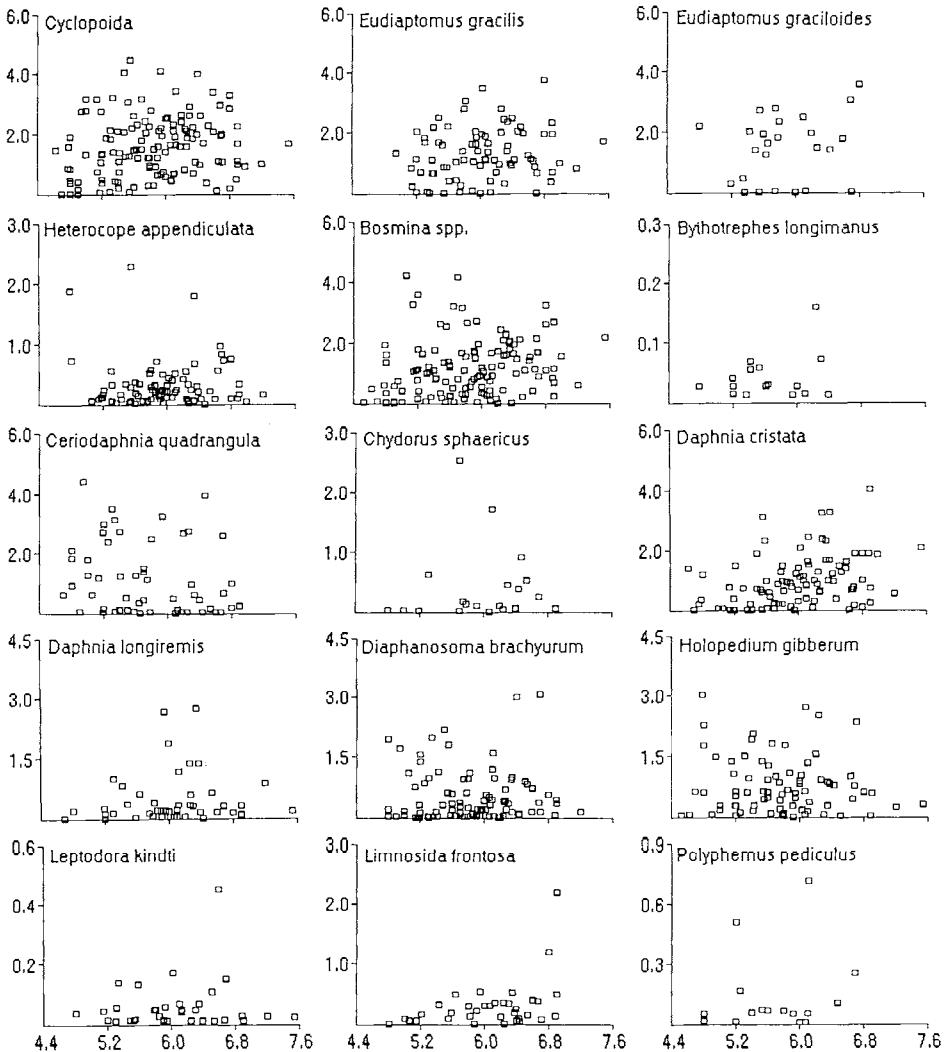 Cyclopoida
6.0
4.0
2.0
Eudiaptomus gracilis
6.0
4.0
2.0
Eudiaptomus graciloides
6.0
4.0
2.0
Heterocope appendiculata
3.0
2.0
1.0
Bosmina spp.
6.0
4.0
2.0
Bythotrephes longimanus
0.3
0.2
0.1
Ceriodaphnia quadrangula
6.0
4.0
2.0
Chydorus sphaericus
3.0
2.0
1.0
Daphnia cristata
6.0
4.0
2.0
Daphnia longiremis
4.5
3.0
1.5
Diaphanosoma brachyurum
4.5
3.0
1.5
Holopedium gibberum
4.5
3.0
1.5
Leptodora kindti
0.6
0.4
0.2
4.4 5.2 6.0 6.8 7.6
Limnosida frontosa
3.0
2.0
1.0
4.4 5.2 6.0 6.8 7.6
Polyphemus pediculus
0.9
0.6
0.3
4.4 5.2 6.0 6.8 7.6